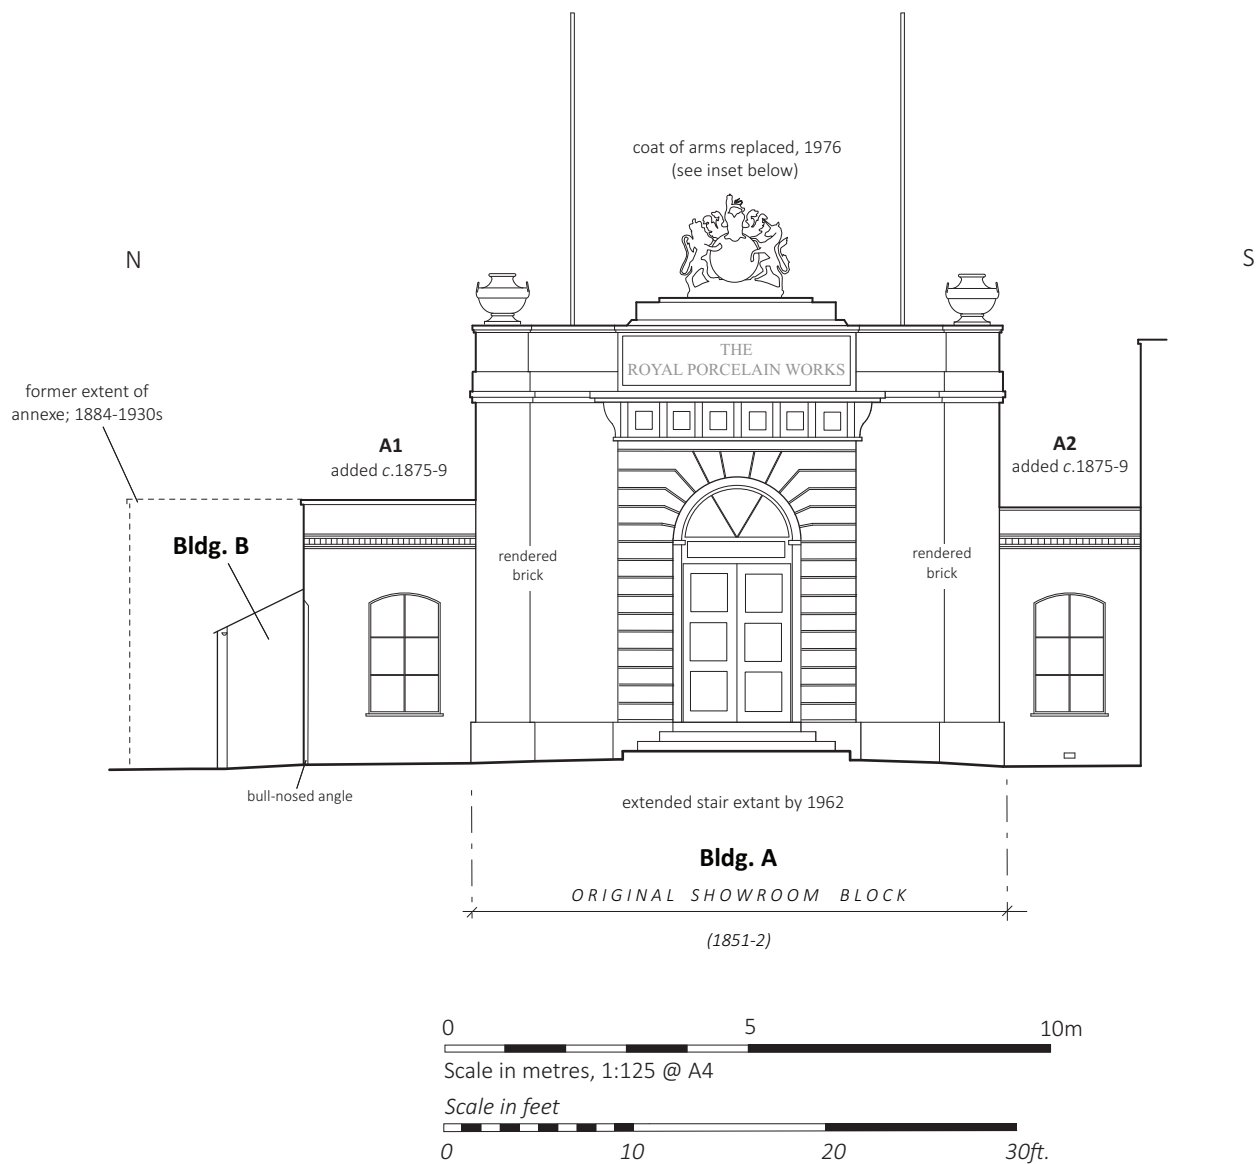 coat of arms replaced, 1976
(see inset below)
N
S
THE
ROYAL PORCELAIN WORKS
former extent of
annexe; 1884-1930s
A1
added c.1875-9
A2
added c.1875-9
Bldg. B
rendered
brick
rendered
brick
bull-nosed angle
extended stair extant by 1962
Bldg. A
ORIGINAL SHOWROOM BLOCK
(1851-2)
0 5 10m
Scale in metres, 1:125 @ A4
Scale in feet
0 10 20 30ft.